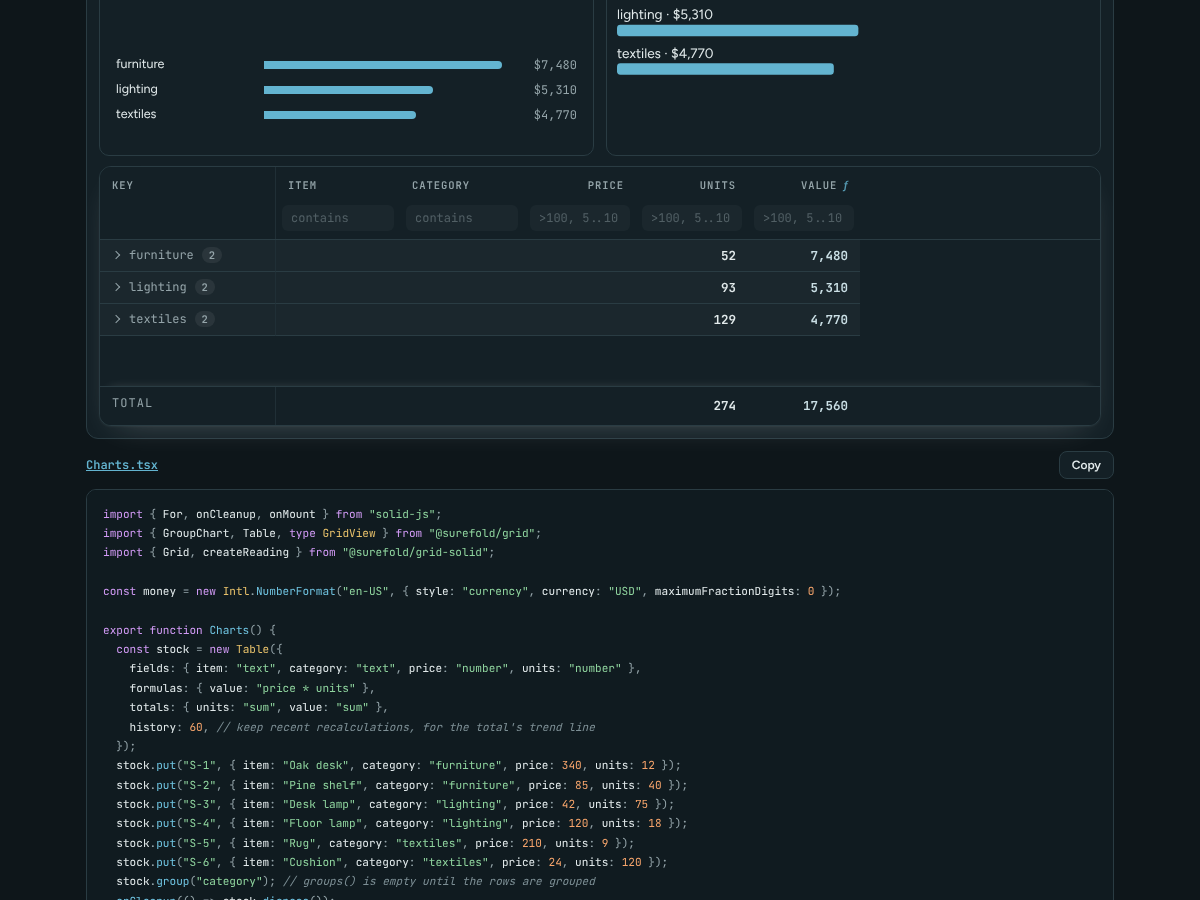 lighting · $5,310
textiles · $4,770
furniture $7,480
lighting $5,310
textiles $4,770
KEY ITEM CATEGORY PRICE UNITS VALUE ƒ
contains contains >100, 5..10 >100, 5..10 >100, 5..10
furniture 2 52 7,480
lighting 2 93 5,310
textiles 2 129 4,770
TOTAL 274 17,560
Charts.tsx Copy
import { For, onCleanup, onMount } from "solid-js";
import { GroupChart, Table, type GridView } from "@surefold/grid";
import { Grid, createReading } from "@surefold/grid-solid";
const money = new Intl.NumberFormat("en-US", { style: "currency", currency: "USD", maximumFractionDigits: 0 });
export function Charts() {
const stock = new Table({
fields: { item: "text", category: "text", price: "number", units: "number" },
formulas: { value: "price * units" },
totals: { units: "sum", value: "sum" },
history: 60, // keep recent recalculations, for the total's trend line
});
stock.put("S-1", { item: "Oak desk", category: "furniture", price: 340, units: 12 });
stock.put("S-2", { item: "Pine shelf", category: "furniture", price: 85, units: 40 });
stock.put("S-3", { item: "Desk lamp", category: "lighting", price: 42, units: 75 });
stock.put("S-4", { item: "Floor lamp", category: "lighting", price: 120, units: 18 });
stock.put("S-5", { item: "Rug", category: "textiles", price: 210, units: 9 });
stock.put("S-6", { item: "Cushion", category: "textiles", price: 24, units: 120 });
stock.group("category"); // groups() is empty until the rows are grouped